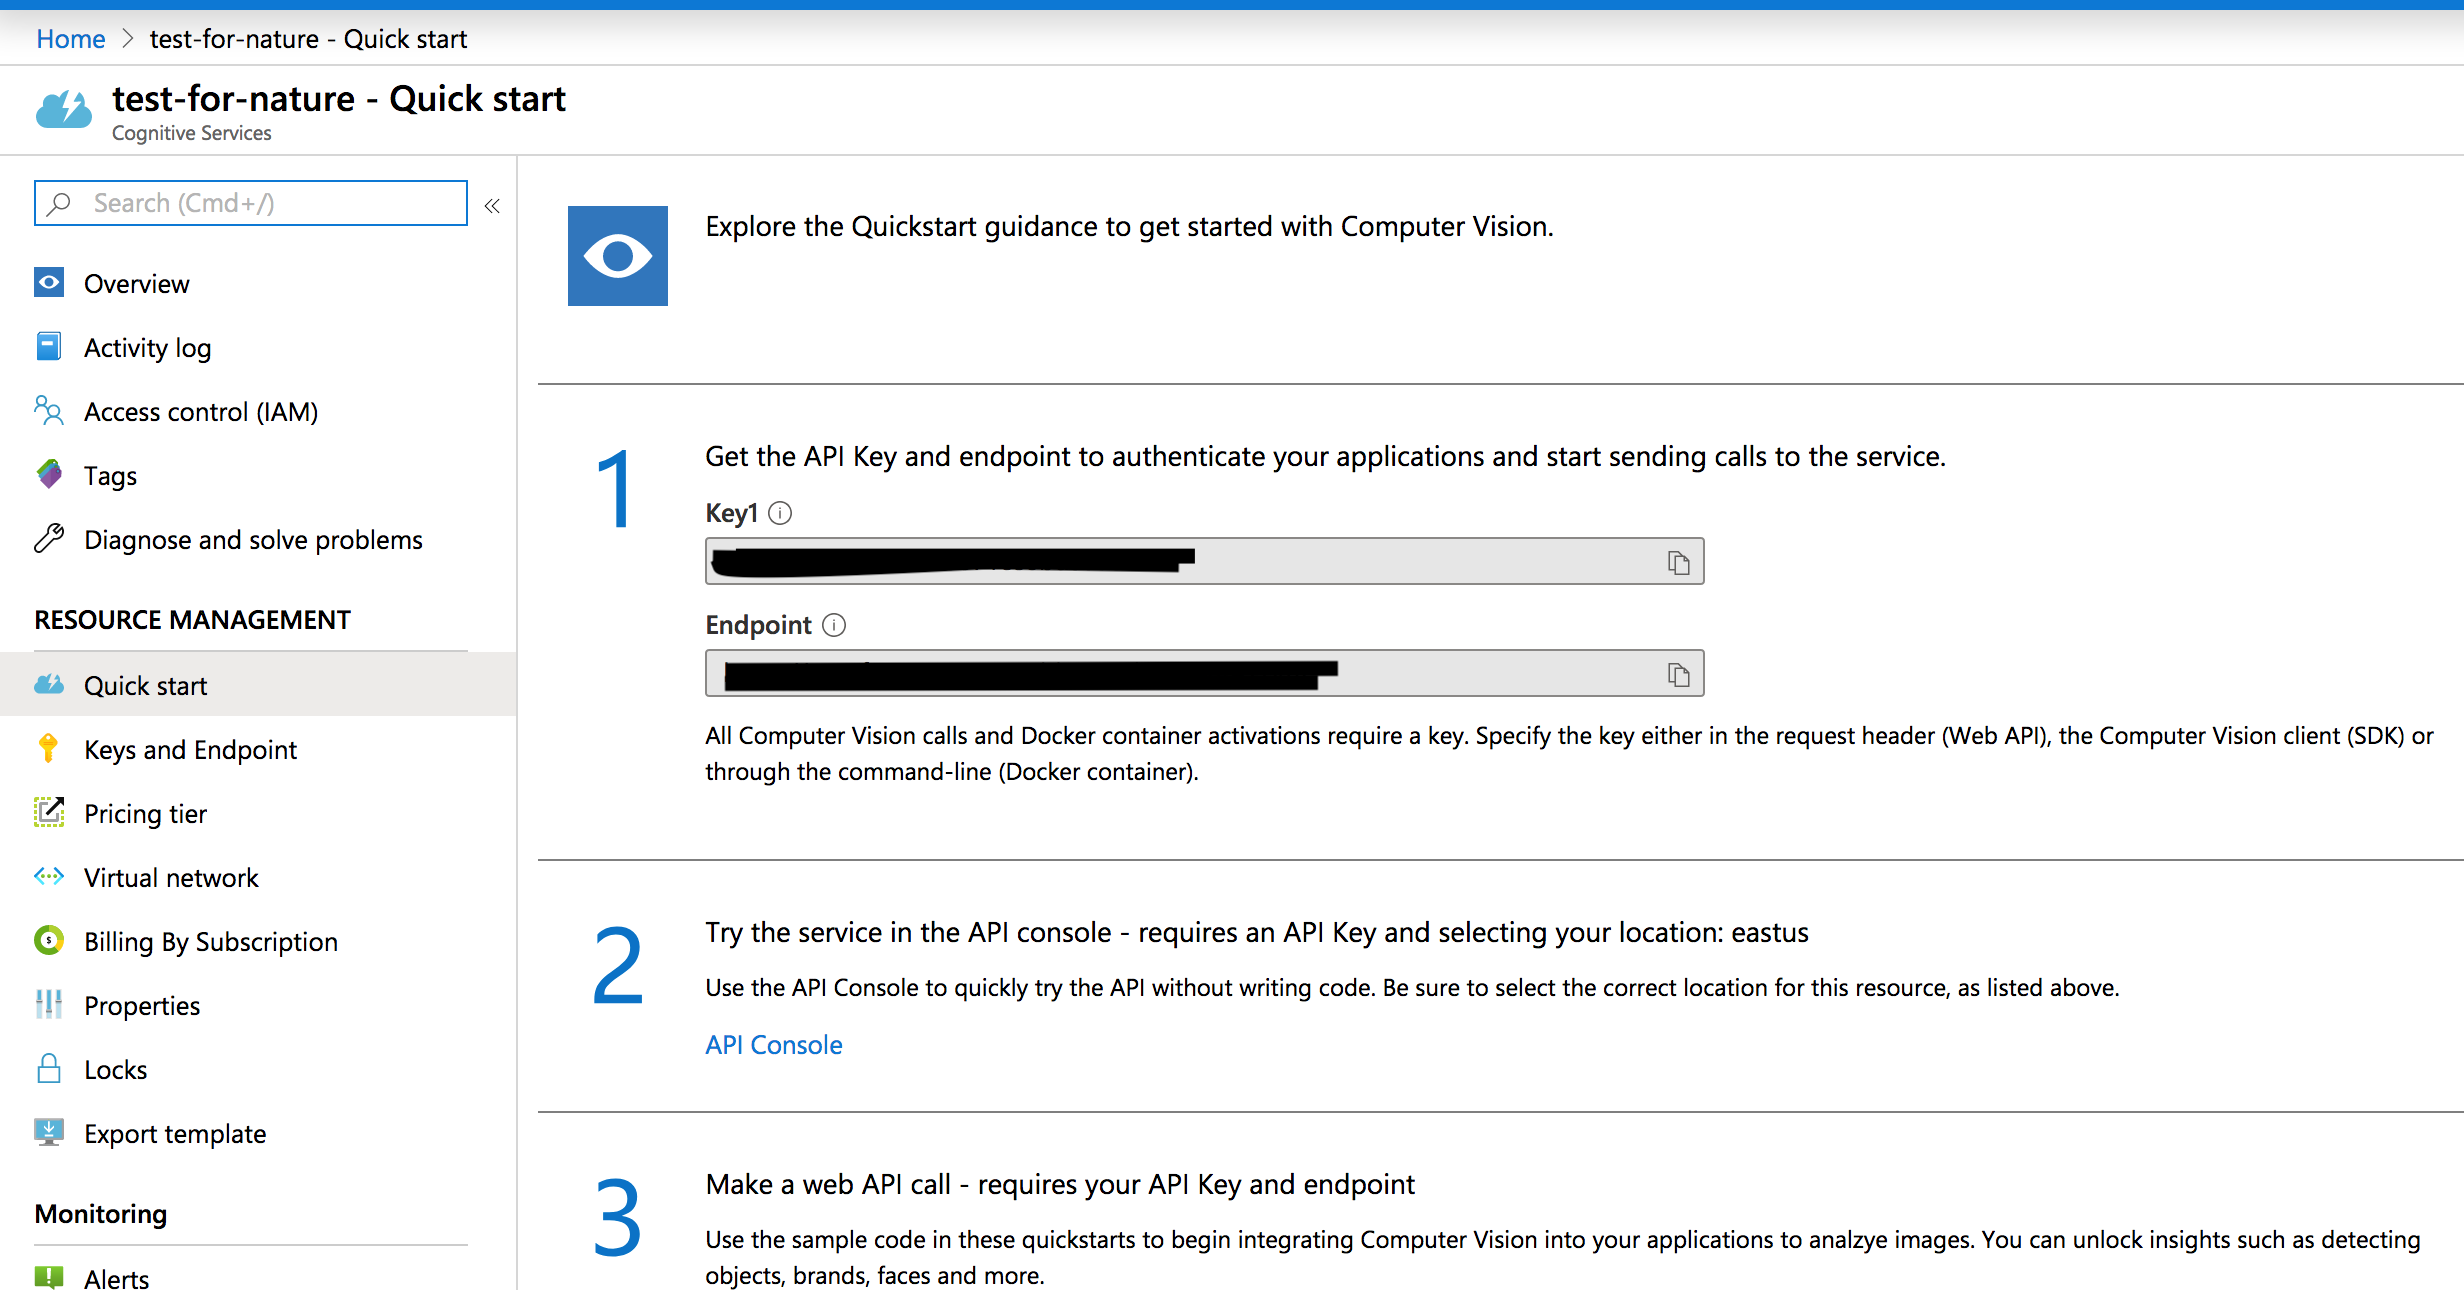 Home > test-for-nature - Quick start
test-for-nature - Quick start
Cognitive Services
Search (Cmd+/)
«
Overview
Activity log
Access control (IAM)
Tags
Diagnose and solve problems
RESOURCE MANAGEMENT
Quick start
Keys and Endpoint
Pricing tier
Virtual network
Billing By Subscription
Properties
Locks
Export template
Monitoring
Alerts
Explore the Quickstart guidance to get started with Computer Vision.
1
Get the API Key and endpoint to authenticate your applications and start sending calls to the service.
Key1
Endpoint
All Computer Vision calls and Docker container activations require a key. Specify the key either in the request header (Web API), the Computer Vision client (SDK) or
through the command-line (Docker container).
2
Try the service in the API console - requires an API Key and selecting your location: eastus
Use the API Console to quickly try the API without writing code. Be sure to select the correct location for this resource, as listed above.
API Console
3
Make a web API call - requires your API Key and endpoint
Use the sample code in these quickstarts to begin integrating Computer Vision into your applications to analzye images. You can unlock insights such as detecting
objects, brands, faces and more.